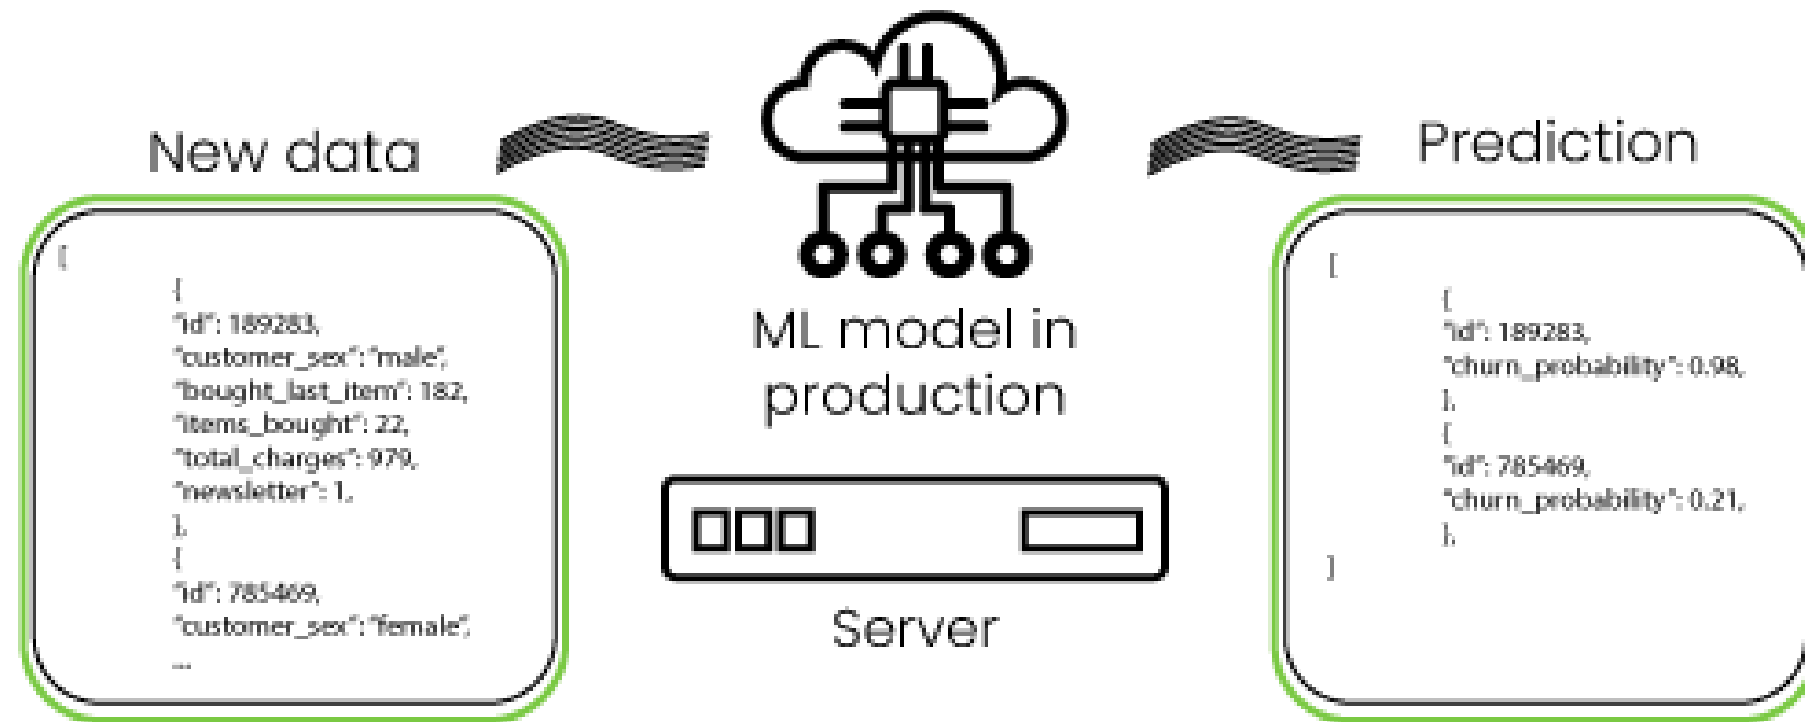 New data
[
{
"id": 189283,
"customer_sex": "male",
"bought_last_item": 182,
"items_bought": 22,
"total_charges": 979,
"newsletter": 1,
},
{
"id": 785469,
"customer_sex": "female",
...
ML model in
production
Server
Prediction
[
{
"id": 189283,
"churn_probability": 0.98,
},
{
"id": 785469,
"churn_probability": 0.21,
},
]